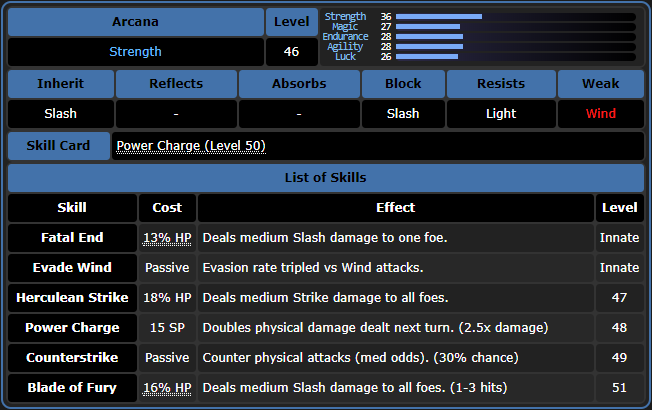 Arcana Level
Strength 46
Strength 36
Magic 27
Endurance 28
Agility 28
Luck 26
Inherit Reflects Absorbs Block Resists Weak
Slash - - Slash Light Wind
Skill Card Power Charge (Level 50)
List of Skills
Skill Cost Effect Level
Fatal End 13% HP Deals medium Slash damage to one foe. Innate
Evade Wind Passive Evasion rate tripled vs Wind attacks. Innate
Herculean Strike 18% HP Deals medium Strike damage to all foes. 47
Power Charge 15 SP Doubles physical damage dealt next turn. (2.5x damage) 48
Counterstrike Passive Counter physical attacks (med odds). (30% chance) 49
Blade of Fury 16% HP Deals medium Slash damage to all foes. (1-3 hits) 51